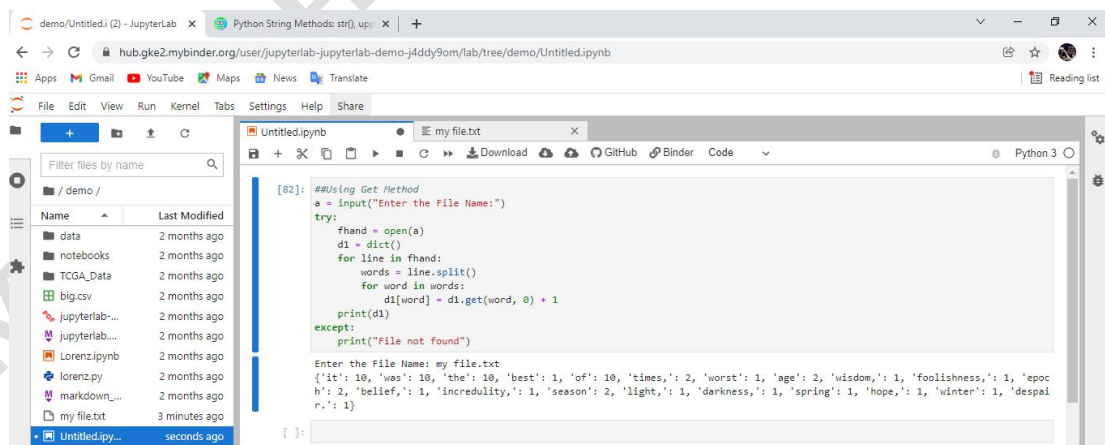 demo/Untitled.i (2) - JupyterLab
Python String Methods: str(), upp
hub.gke2.mybinder.org/user/jupyterlab-jupyterlab-demo-j4ddy9om/lab/tree/demo/Untitled.ipynb
Apps Gmail YouTube Maps News Translate Reading list
File Edit View Run Kernel Tabs Settings Help Share
Untitled.ipynb my file.txt
Download GitHub Binder Code Python 3
Filter files by name
/ demo /
Name Last Modified
data 2 months ago
notebooks 2 months ago
TCGA_Data 2 months ago
big.csv 2 months ago
jupyterlab-... 2 months ago
jupyterlab.... 2 months ago
Lorenz.ipynb 2 months ago
lorenz.py 2 months ago
markdown_... 2 months ago
my file.txt 3 minutes ago
Untitled.ipy... seconds ago
[82]: ##Using Get Method
a = input("Enter the File Name:")
try:
fhand = open(a)
d1 = dict()
for line in fhand:
words = line.split()
for word in words:
d1[word] = d1.get(word, 0) + 1
print(d1)
except:
print("File not found")
Enter the File Name: my file.txt
{'it': 10, 'was': 10, 'the': 10, 'best': 1, 'of': 10, 'times,': 2, 'worst': 1, 'age': 2, 'wisdom,': 1, 'foolishness,': 1, 'epoc
h': 2, 'belief,': 1, 'incredulity,': 1, 'season': 2, 'light,': 1, 'darkness,': 1, 'spring': 1, 'hope,': 1, 'winter': 1, 'despai
r.': 1}
[ ]: